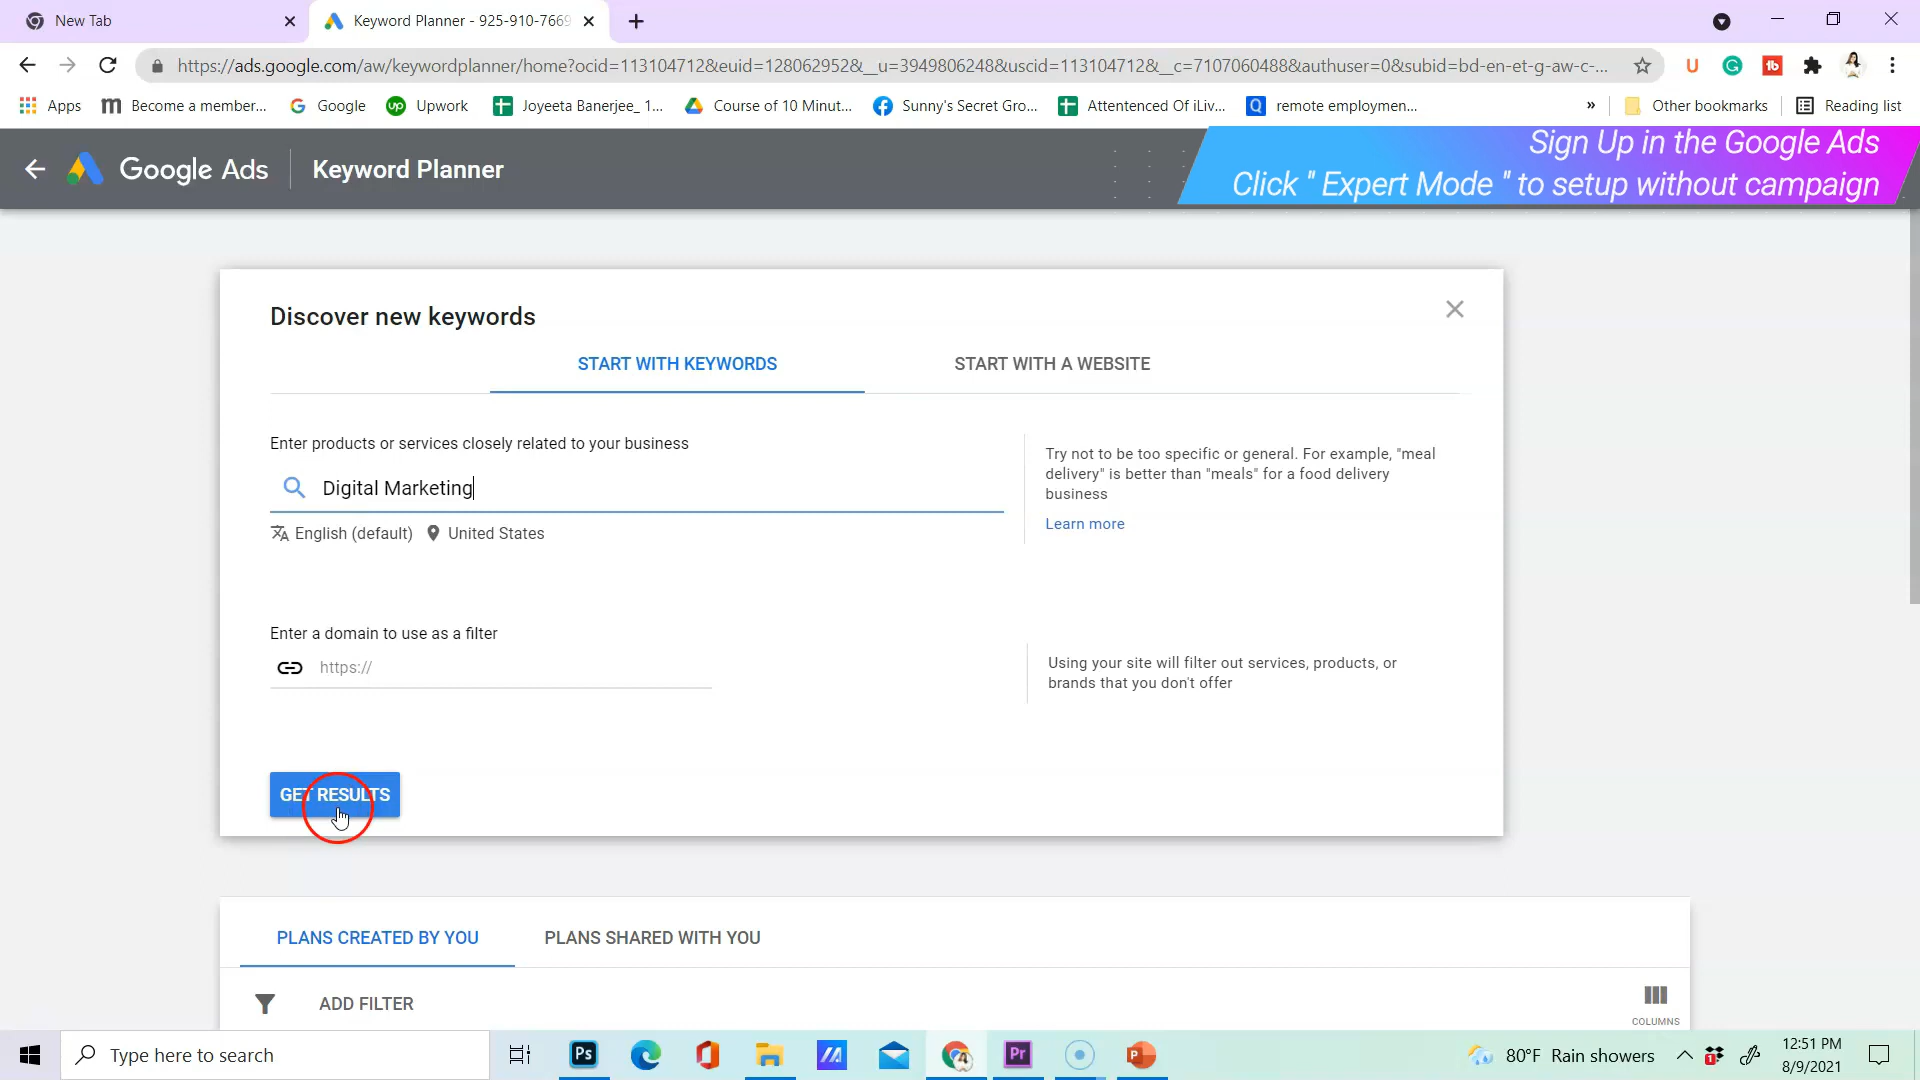 New Tab
Keyword Planner - 925-910-7669
https://ads.google.com/aw/keywordplanner/home?ocid=113104712&euid=128062952&__u=3949806248&uscid=113104712&__c=7107060488&authuser=0&subid=bd-en-et-g-aw-c-...
Apps
Become a member...
Google
Upwork
Joyeeta Banerjee_ 1...
Course of 10 Minut...
Sunny's Secret Gro...
Attentenced Of iLiv...
remote employmen...
»
Other bookmarks
Reading list
Google Ads
Keyword Planner
Sign Up in the Google Ads
Click " Expert Mode " to setup without campaign
Discover new keywords
START WITH KEYWORDS
START WITH A WEBSITE
Enter products or services closely related to your business
Digital Marketing
English (default)
United States
Try not to be too specific or general. For example, "meal
delivery" is better than "meals" for a food delivery
business
Learn more
Enter a domain to use as a filter
https://
Using your site will filter out services, products, or
brands that you don't offer
GET RESULTS
PLANS CREATED BY YOU
PLANS SHARED WITH YOU
ADD FILTER
COLUMNS
Type here to search
80°F Rain showers
12:51 PM
8/9/2021